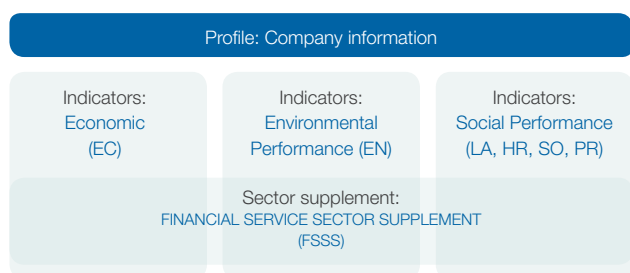 Profile: Company information
Indicators:
Economic
(EC)
Indicators:
Environmental
Performance (EN)
Indicators:
Social Performance
(LA, HR, SO, PR)
Sector supplement:
FINANCIAL SERVICE SECTOR SUPPLEMENT
(FSSS)